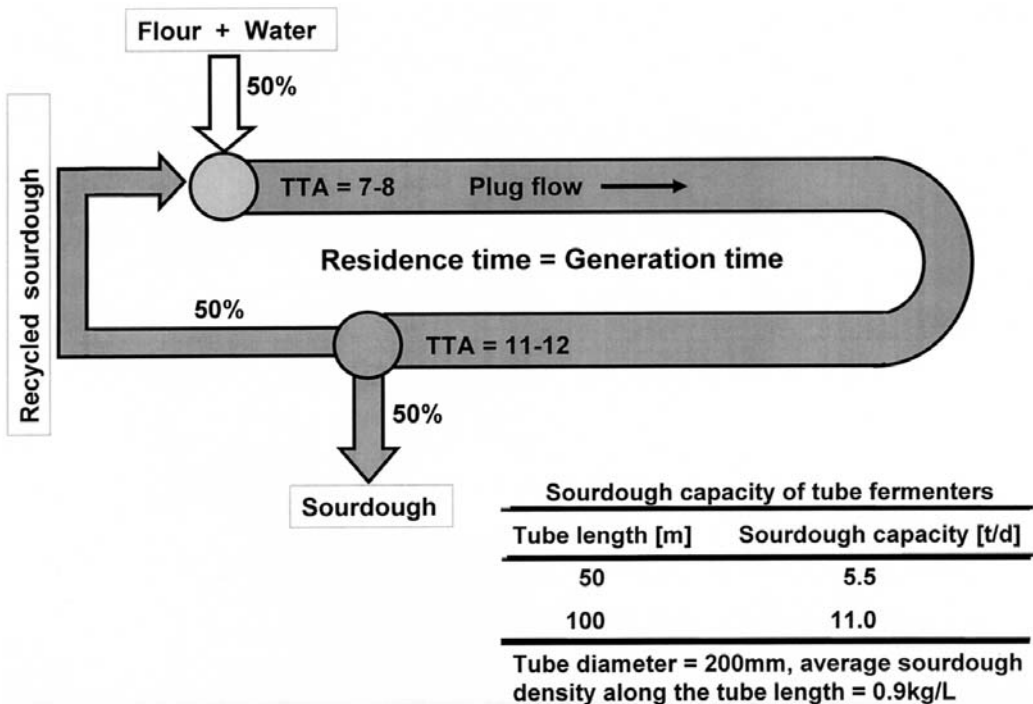 Flour + Water
50%
Recycled sourdough
TTA = 7-8 Plug flow
Residence time = Generation time
50%
TTA = 11-12
50%
Sourdough
Sourdough capacity of tube fermenters
Tube length [m] Sourdough capacity [t/d]
50 5.5
100 11.0
Tube diameter = 200mm, average sourdough
density along the tube length = 0.9kg/L